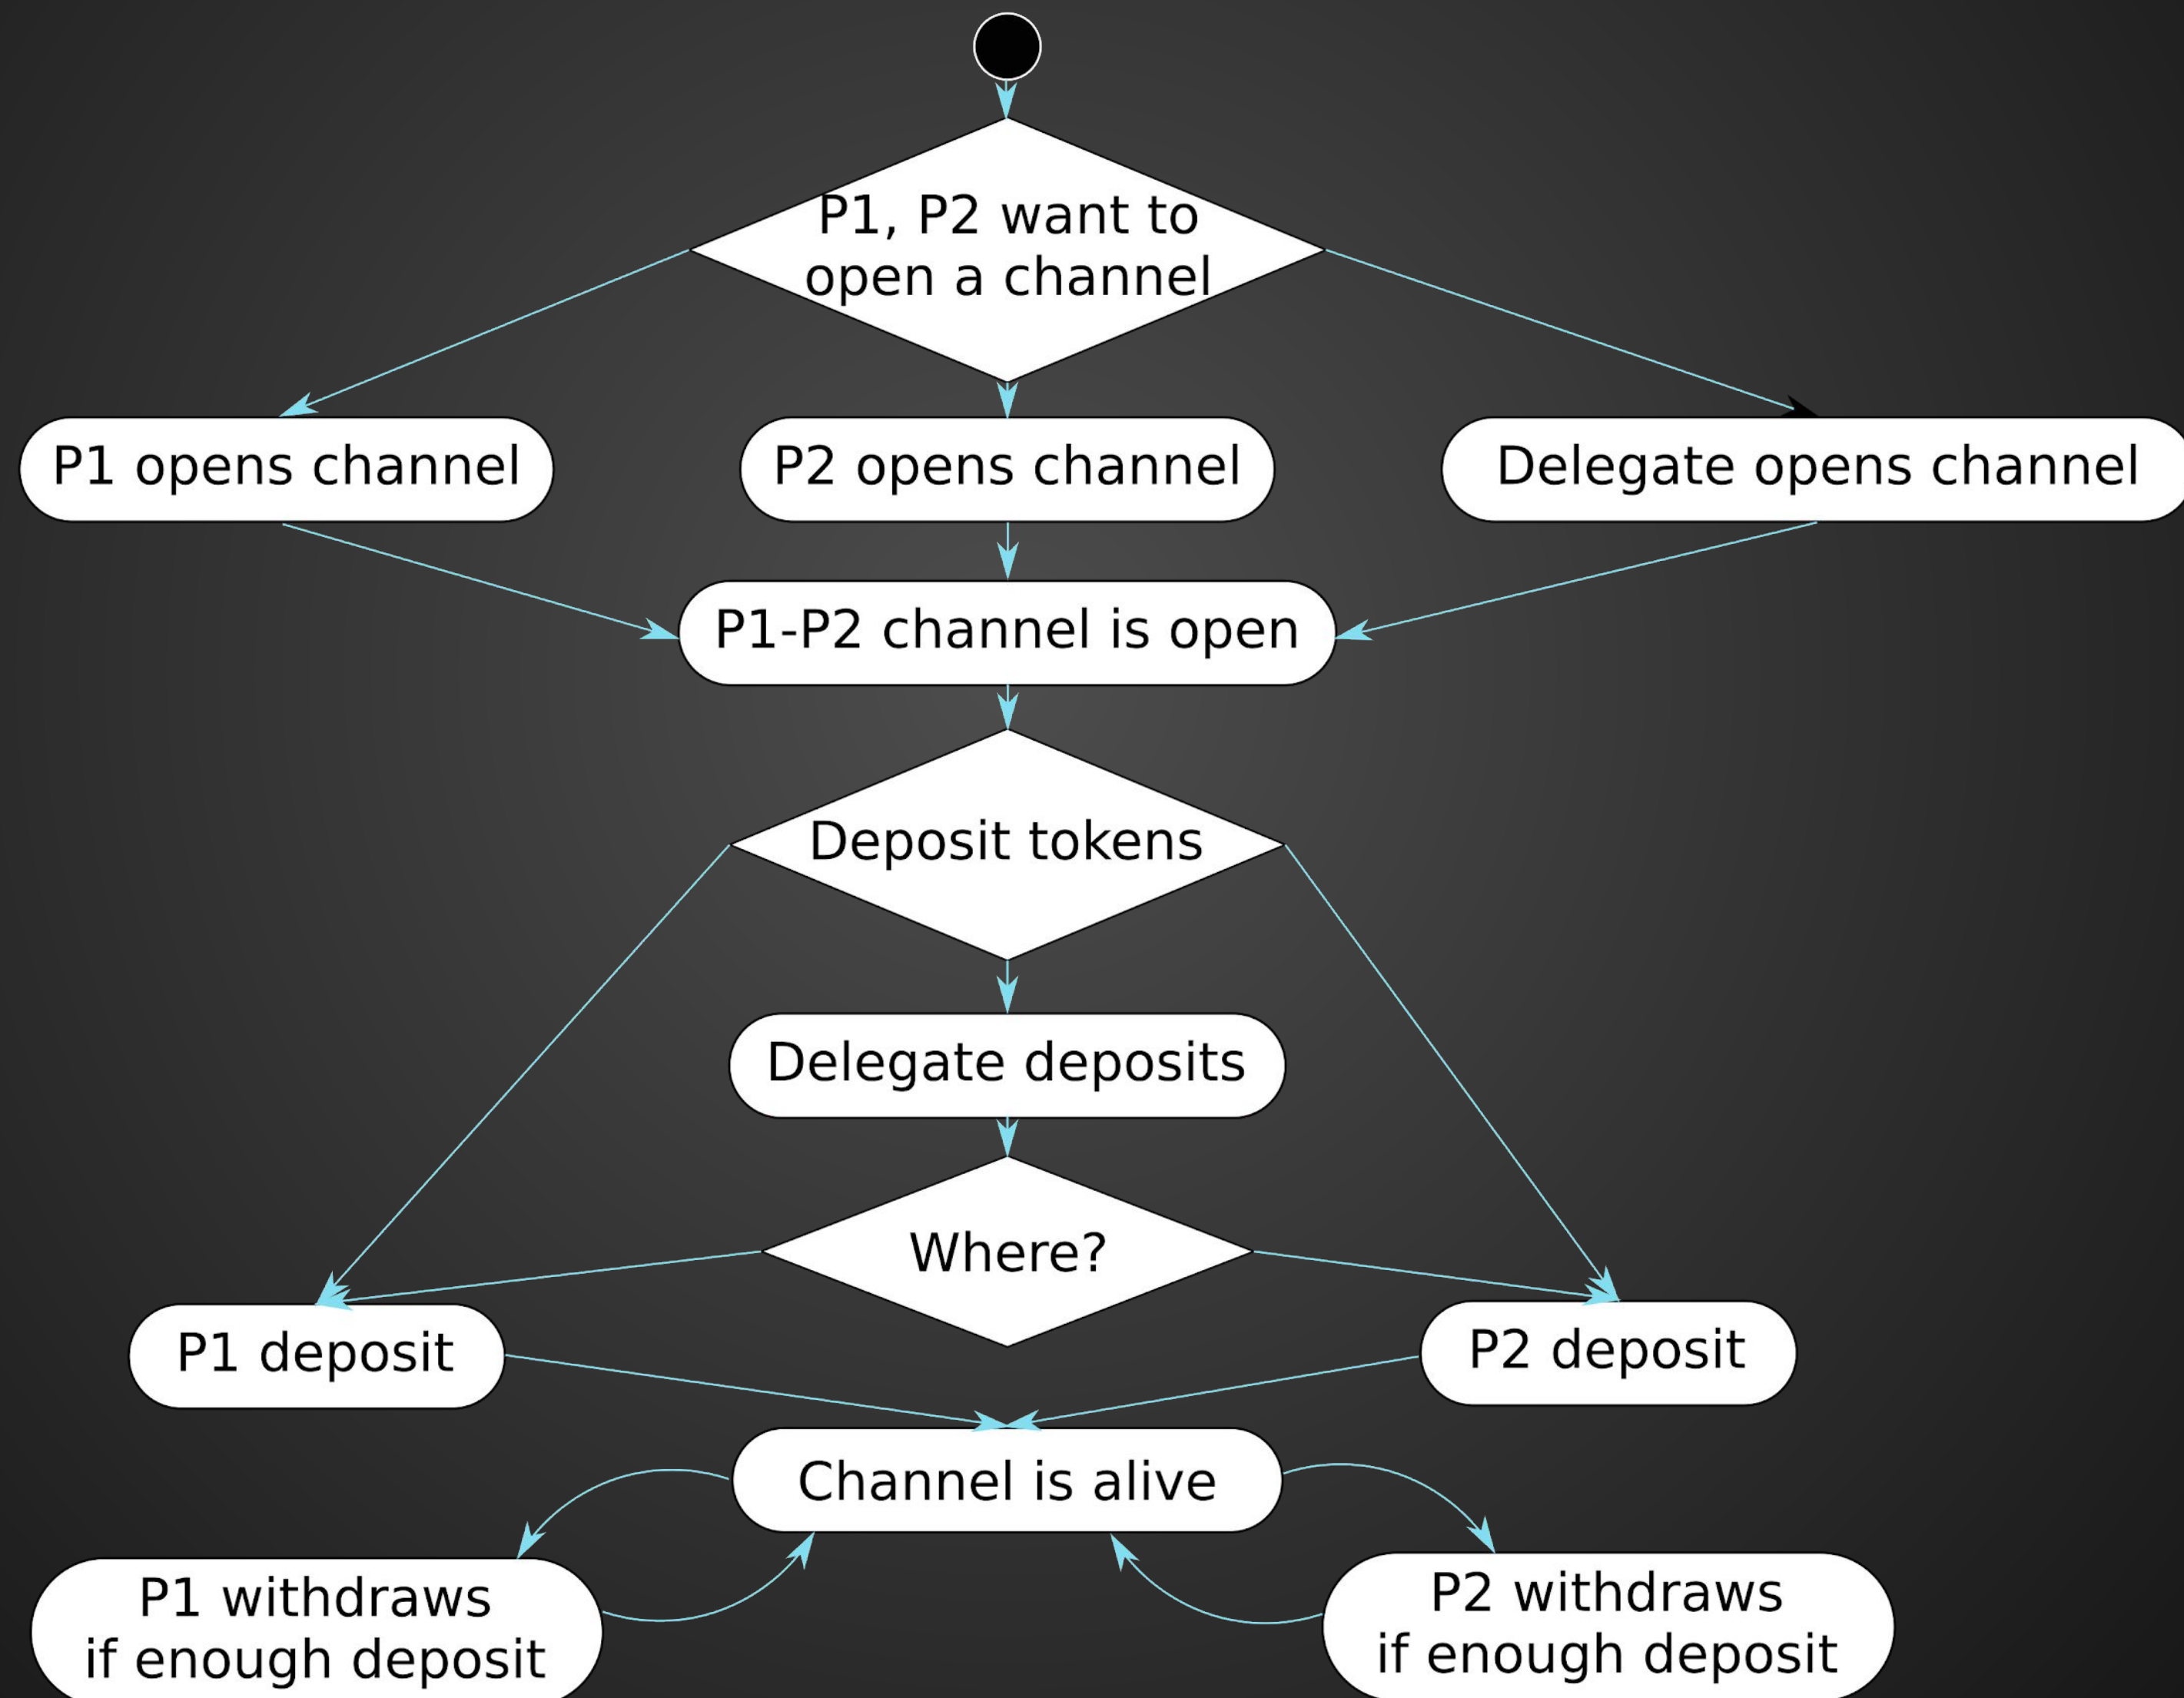 P1, P2 want to
open a channel
P1 opens channel
P2 opens channel
Delegate opens channel
P1-P2 channel is open
Deposit tokens
Delegate deposits
Where?
P1 deposit
P2 deposit
Channel is alive
P1 withdraws
if enough deposit
P2 withdraws
if enough deposit